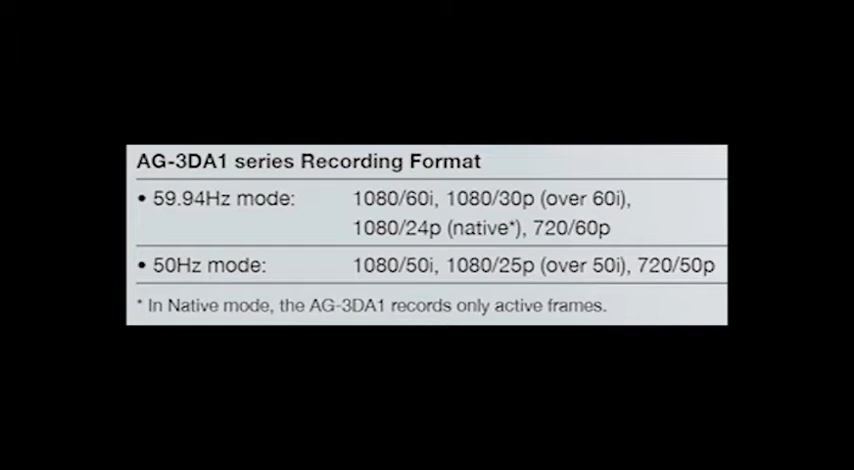 AG-3DA1 series Recording Format
• 59.94Hz mode: 1080/60i, 1080/30p (over 60i),
1080/24p (native*), 720/60p
• 50Hz mode: 1080/50i, 1080/25p (over 50i), 720/50p
* In Native mode, the AG-3DA1 records only active frames.